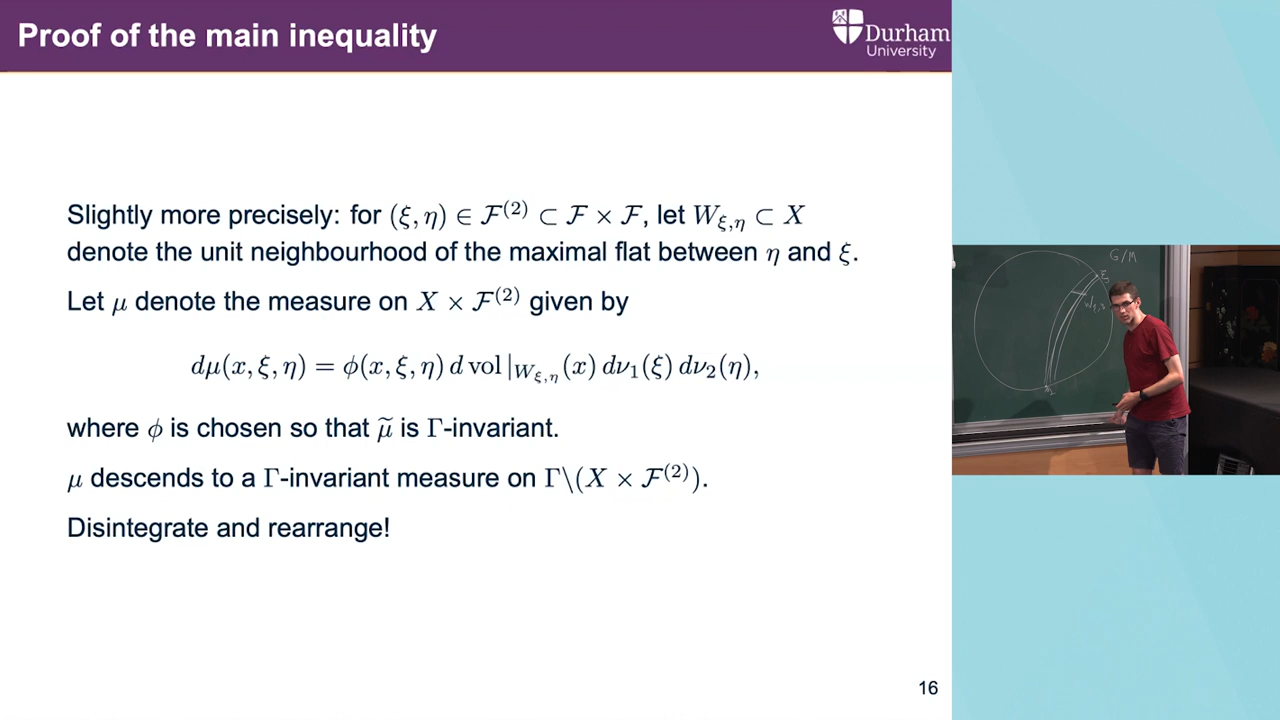 Proof of the main inequality
Durham
University
Slightly more precisely: for (ξ, η) ∈ ℱ⁽²⁾ ⊂ ℱ × ℱ, let W_{ξ,η} ⊂ X
denote the unit neighbourhood of the maximal flat between η and ξ.
Let μ denote the measure on X × ℱ⁽²⁾ given by
dμ(x, ξ, η) = ϕ(x, ξ, η) d vol|_{W_{ξ,η}}(x) dν₁(ξ) dν₂(η),
where ϕ is chosen so that μ̃ is Γ-invariant.
μ descends to a Γ-invariant measure on Γ\(X × ℱ⁽²⁾).
Disintegrate and rearrange!
16
G/M
ξ